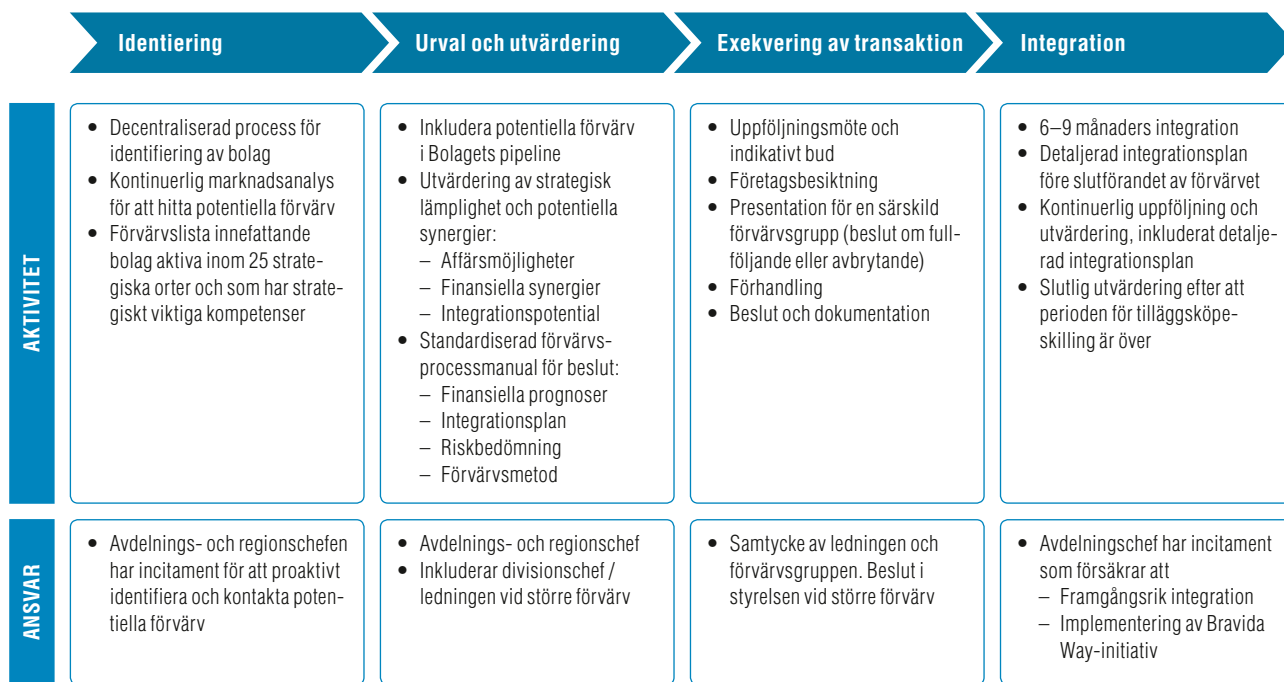 Identiering
Urval och utvärdering
Exekvering av transaktion
Integration
AKTIVITET
• Decentraliserad process för
identifiering av bolag
• Kontinuerlig marknadsanalys
för att hitta potentiella förvärv
• Förvärvslista innefattande
bolag aktiva inom 25 strate-
giska orter och som har strate-
giskt viktiga kompetenser
• Inkludera potentiella förvärv
i Bolagets pipeline
• Utvärdering av strategisk
lämplighet och potentiella
synergier:
– Affärsmöjligheter
– Finansiella synergier
– Integrationspotential
• Standardiserad förvärvs-
processmanual för beslut:
– Finansiella prognoser
– Integrationsplan
– Riskbedömning
– Förvärvsmetod
• Uppföljningsmöte och
indikativt bud
• Företagsbesiktning
• Presentation för en särskild
förvärvsgrupp (beslut om full-
följande eller avbrytande)
• Förhandling
• Beslut och dokumentation
• 6–9 månaders integration
• Detaljerad integrationsplan
före slutförandet av förvärvet
• Kontinuerlig uppföljning och
utvärdering, inkluderat detalje-
rad integrationsplan
• Slutlig utvärdering efter att
perioden för tilläggsköpe-
skilling är över
ANSVAR
• Avdelnings- och regionschefen
har incitament för att proaktivt
identifiera och kontakta poten-
tiella förvärv
• Avdelnings- och regionschef
• Inkluderar divisionschef /
ledningen vid större förvärv
• Samtycke av ledningen och
förvärvsgruppen. Beslut i
styrelsen vid större förvärv
• Avdelningschef har incitament
som försäkrar att
– Framgångsrik integration
– Implementering av Bravida
Way-initiativ